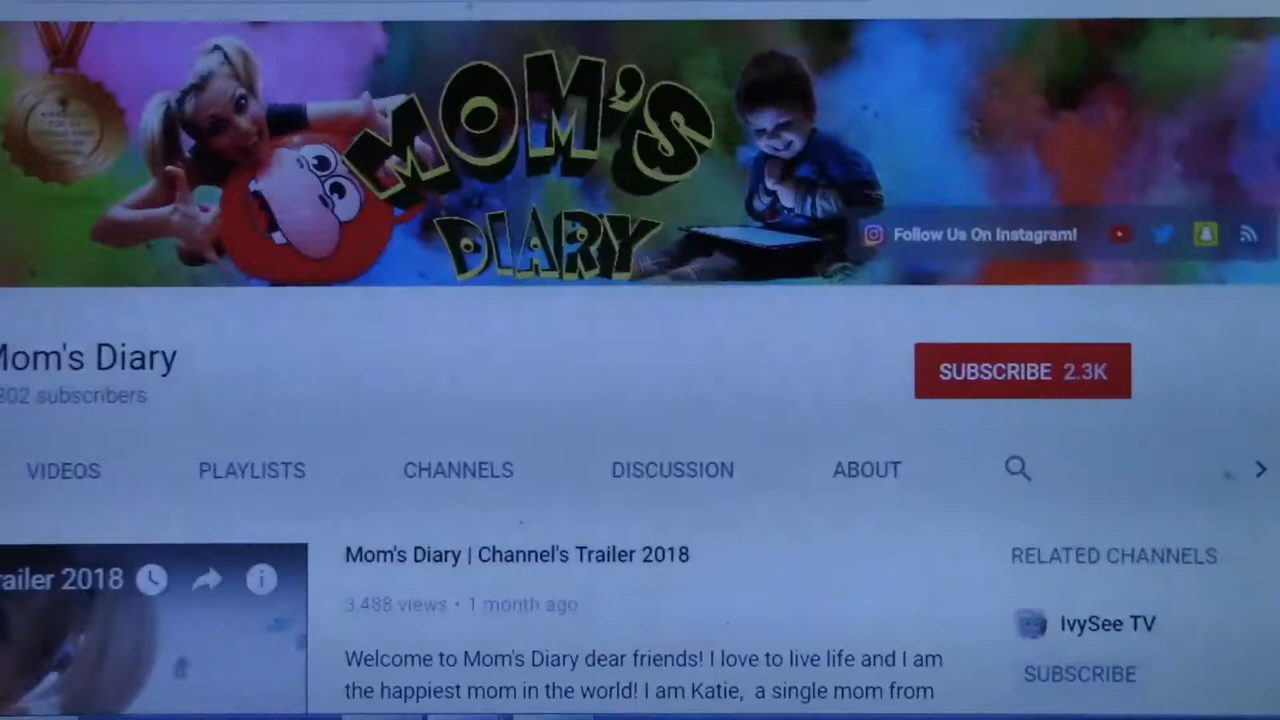 MOM'S
DIARY
Follow Us On Instagram!
Mom's Diary
802 subscribers
SUBSCRIBE 2.3K
VIDEOS PLAYLISTS CHANNELS DISCUSSION ABOUT
railer 2018
Mom's Diary | Channel's Trailer 2018
3,488 views • 1 month ago
RELATED CHANNELS
IvySee TV
SUBSCRIBE
Welcome to Mom's Diary dear friends! I love to live life and I am
the happiest mom in the world! I am Katie, a single mom from